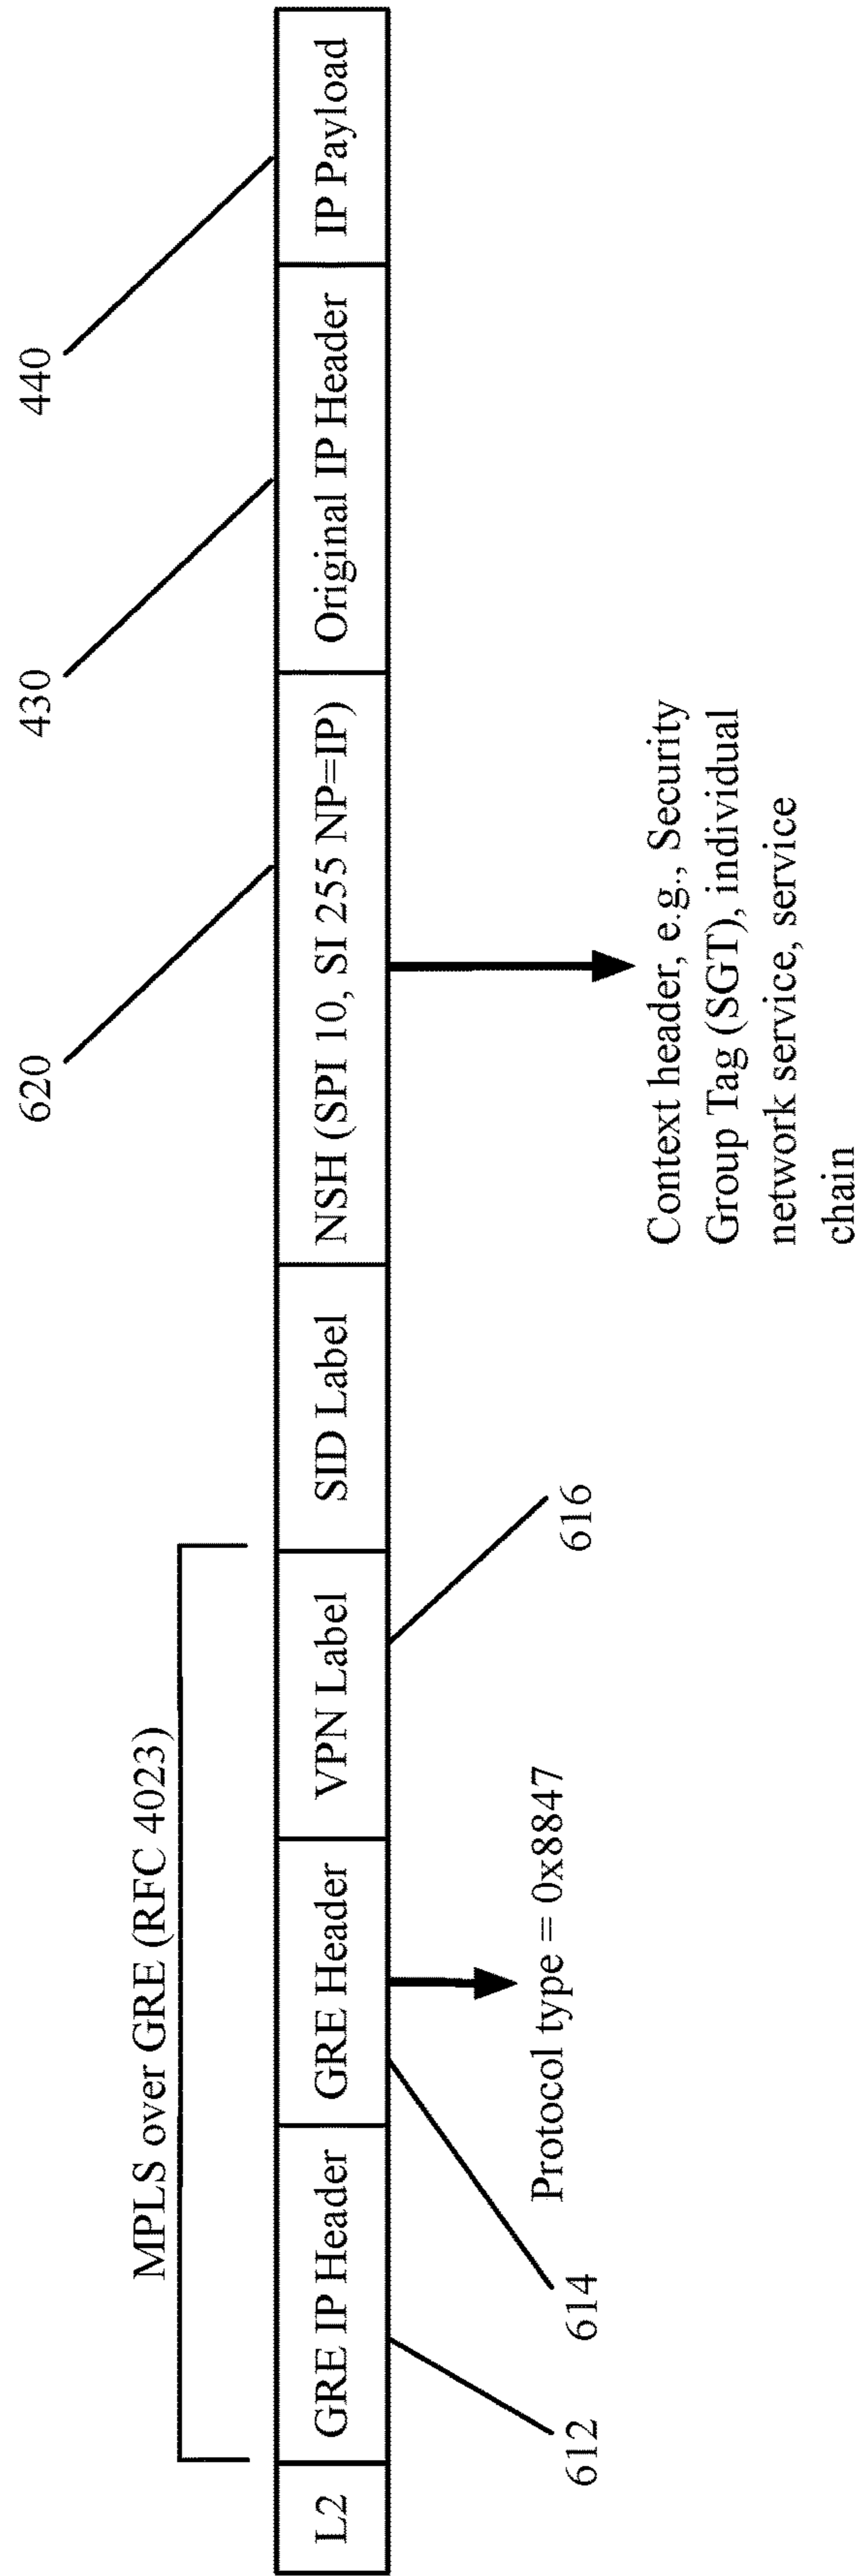 MPLS over GRE (RFC 4023)
620
430
440
L2
GRE IP Header
GRE Header
VPN Label
SID Label
NSH (SPI 10, SI 255 NP=IP)
Original IP Header
IP Payload
612
614
Protocol type = 0x8847
616
Context header, e.g., Security
Group Tag (SGT), individual
network service, service
chain